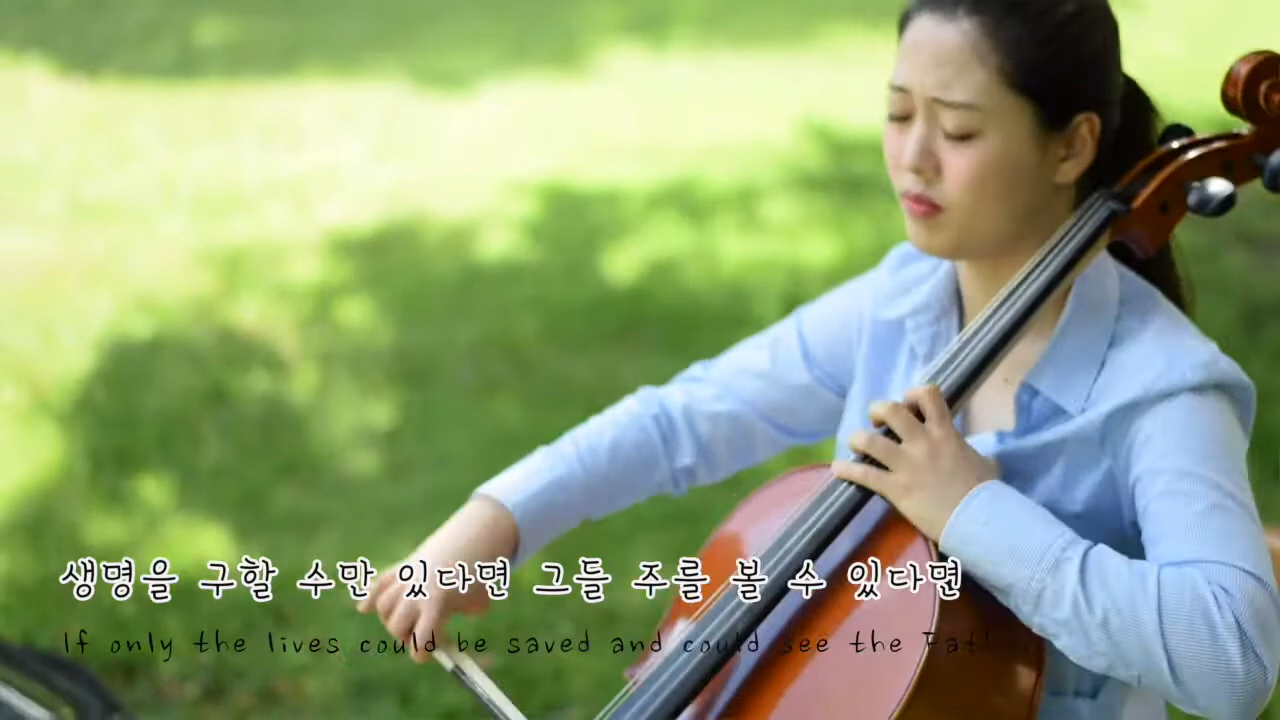 생명을 구할 수만 있다면 그들 주를 볼 수 있다면
If only the lives could be saved and could see the